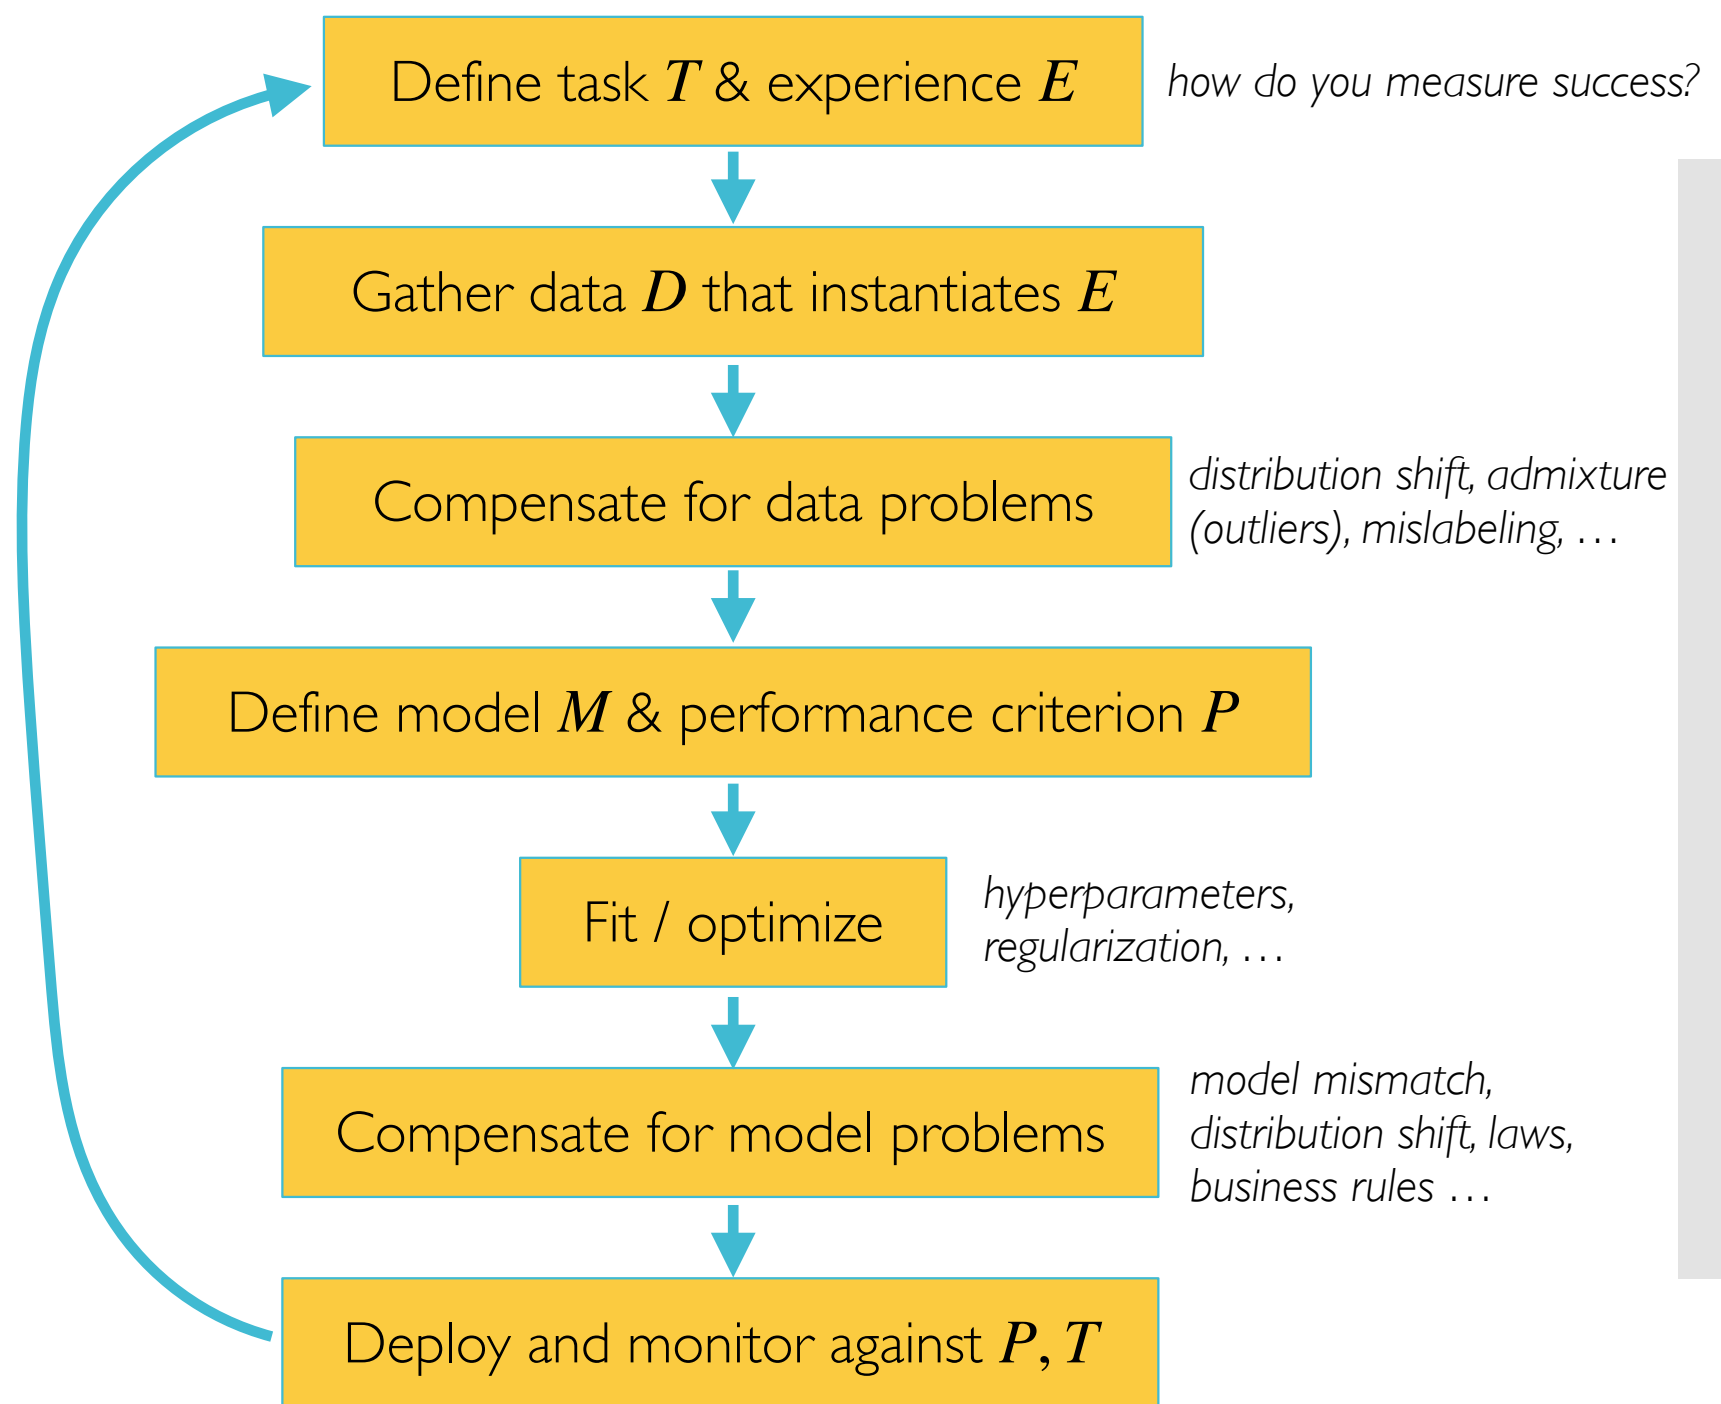 Define task T & experience E
how do you measure success?
Gather data D that instantiates E
Compensate for data problems
distribution shift, admixture
(outliers), mislabeling, …
Define model M & performance criterion P
Fit / optimize
hyperparameters,
regularization, …
Compensate for model problems
model mismatch,
distribution shift, laws,
business rules …
Deploy and monitor against P, T